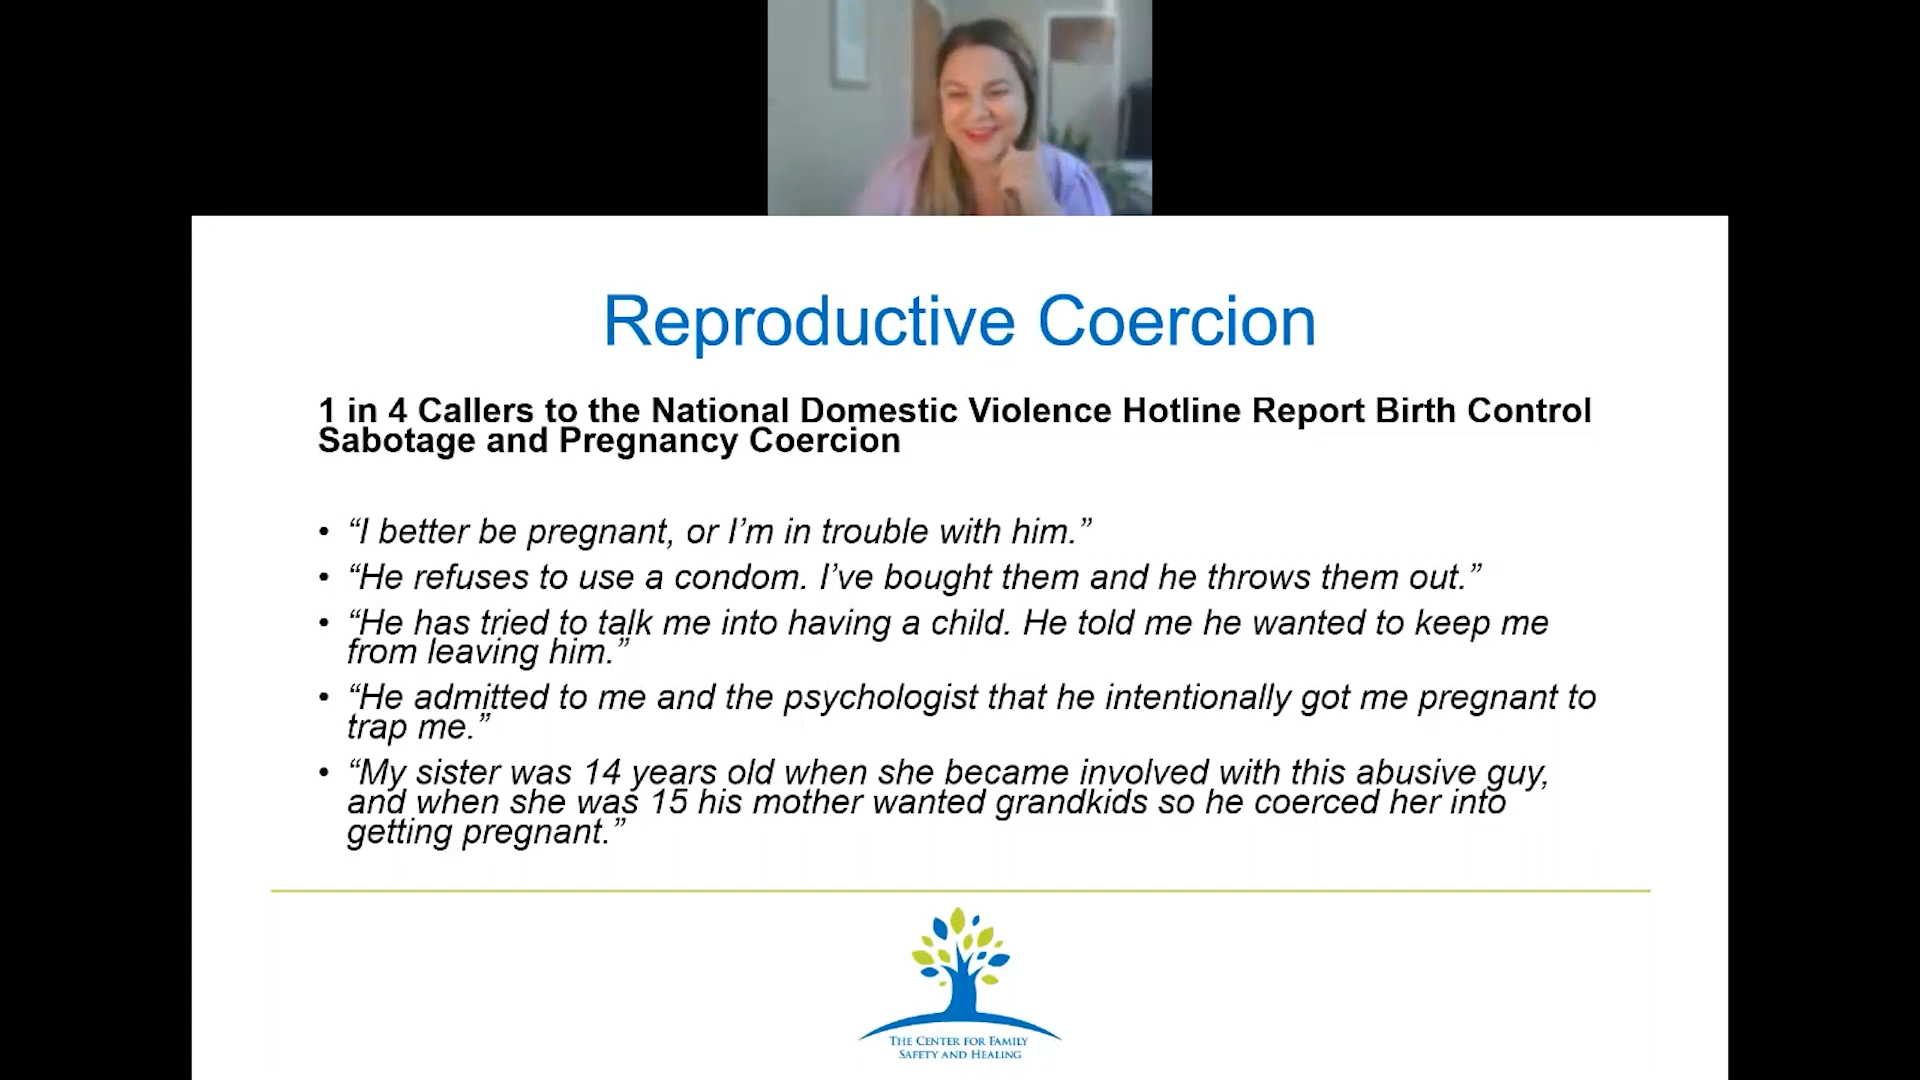 Reproductive Coercion
1 in 4 Callers to the National Domestic Violence Hotline Report Birth Control
Sabotage and Pregnancy Coercion
• “I better be pregnant, or I’m in trouble with him.”
• “He refuses to use a condom. I’ve bought them and he throws them out.”
• “He has tried to talk me into having a child. He told me he wanted to keep me
from leaving him.”
• “He admitted to me and the psychologist that he intentionally got me pregnant to
trap me.”
• “My sister was 14 years old when she became involved with this abusive guy,
and when she was 15 his mother wanted grandkids so he coerced her into
getting pregnant.”
THE CENTER FOR FAMILY
SAFETY AND HEALING